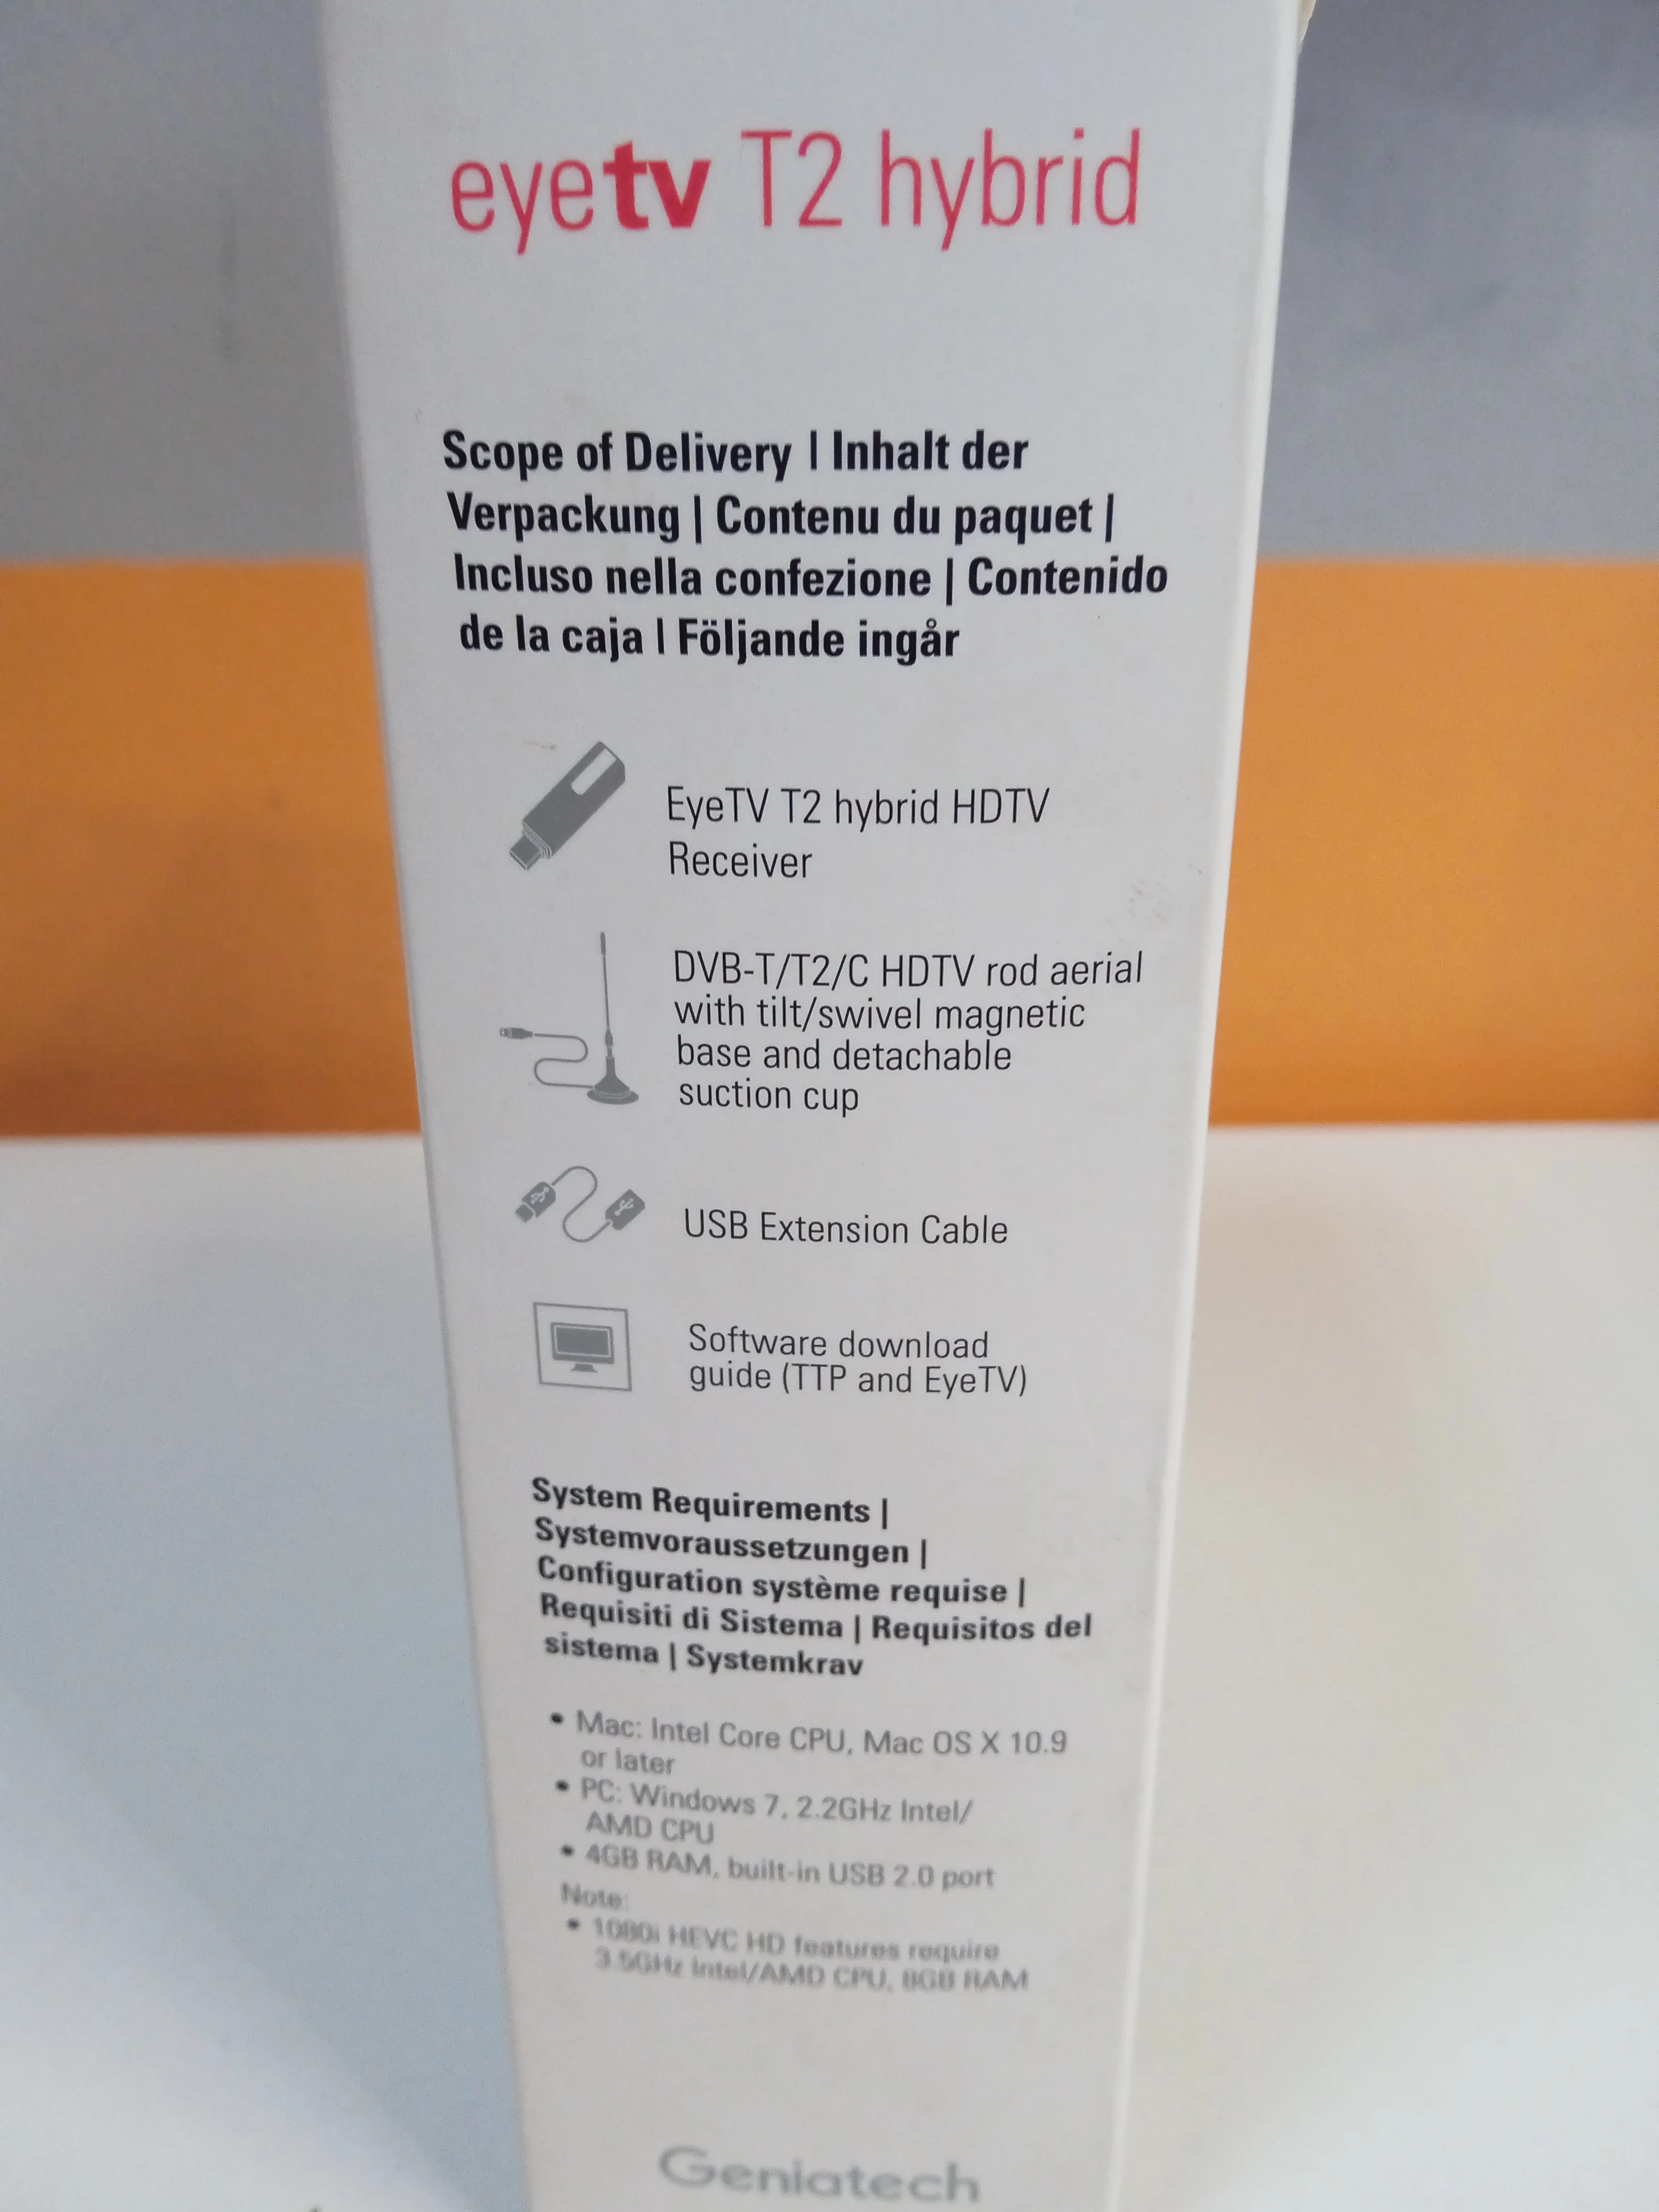 eyetv T2 hybrid
Scope of Delivery | Inhalt der
Verpackung | Contenu du paquet |
Incluso nella confezione | Contenido
de la caja | Följande ingår
EyeTV T2 hybrid HDTV
Receiver
DVB-T/T2/C HDTV rod aerial
with tilt/swivel magnetic
base and detachable
suction cup
USB Extension Cable
Software download
guide (TTP and EyeTV)
System Requirements |
Systemvoraussetzungen |
Configuration système requise |
Requisiti di Sistema | Requisitos del
sistema | Systemkrav
• Mac: Intel Core CPU, Mac OS X 10.9
or later
• PC: Windows 7, 2.2GHz Intel/
AMD CPU
• 4GB RAM, built-in USB 2.0 port
Note:
• 1080i HEVC HD features require
3.5GHz Intel/AMD CPU, 8GB RAM
Geniatech